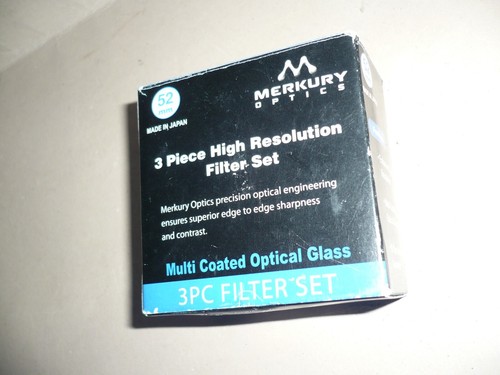 52
mm
MADE IN JAPAN
MERKURY
OPTICS
3 Piece High Resolution
Filter Set
Merkury Optics precision optical engineering
ensures superior edge to edge sharpness
and contrast.
Multi Coated Optical Glass
3PC FILTER SET